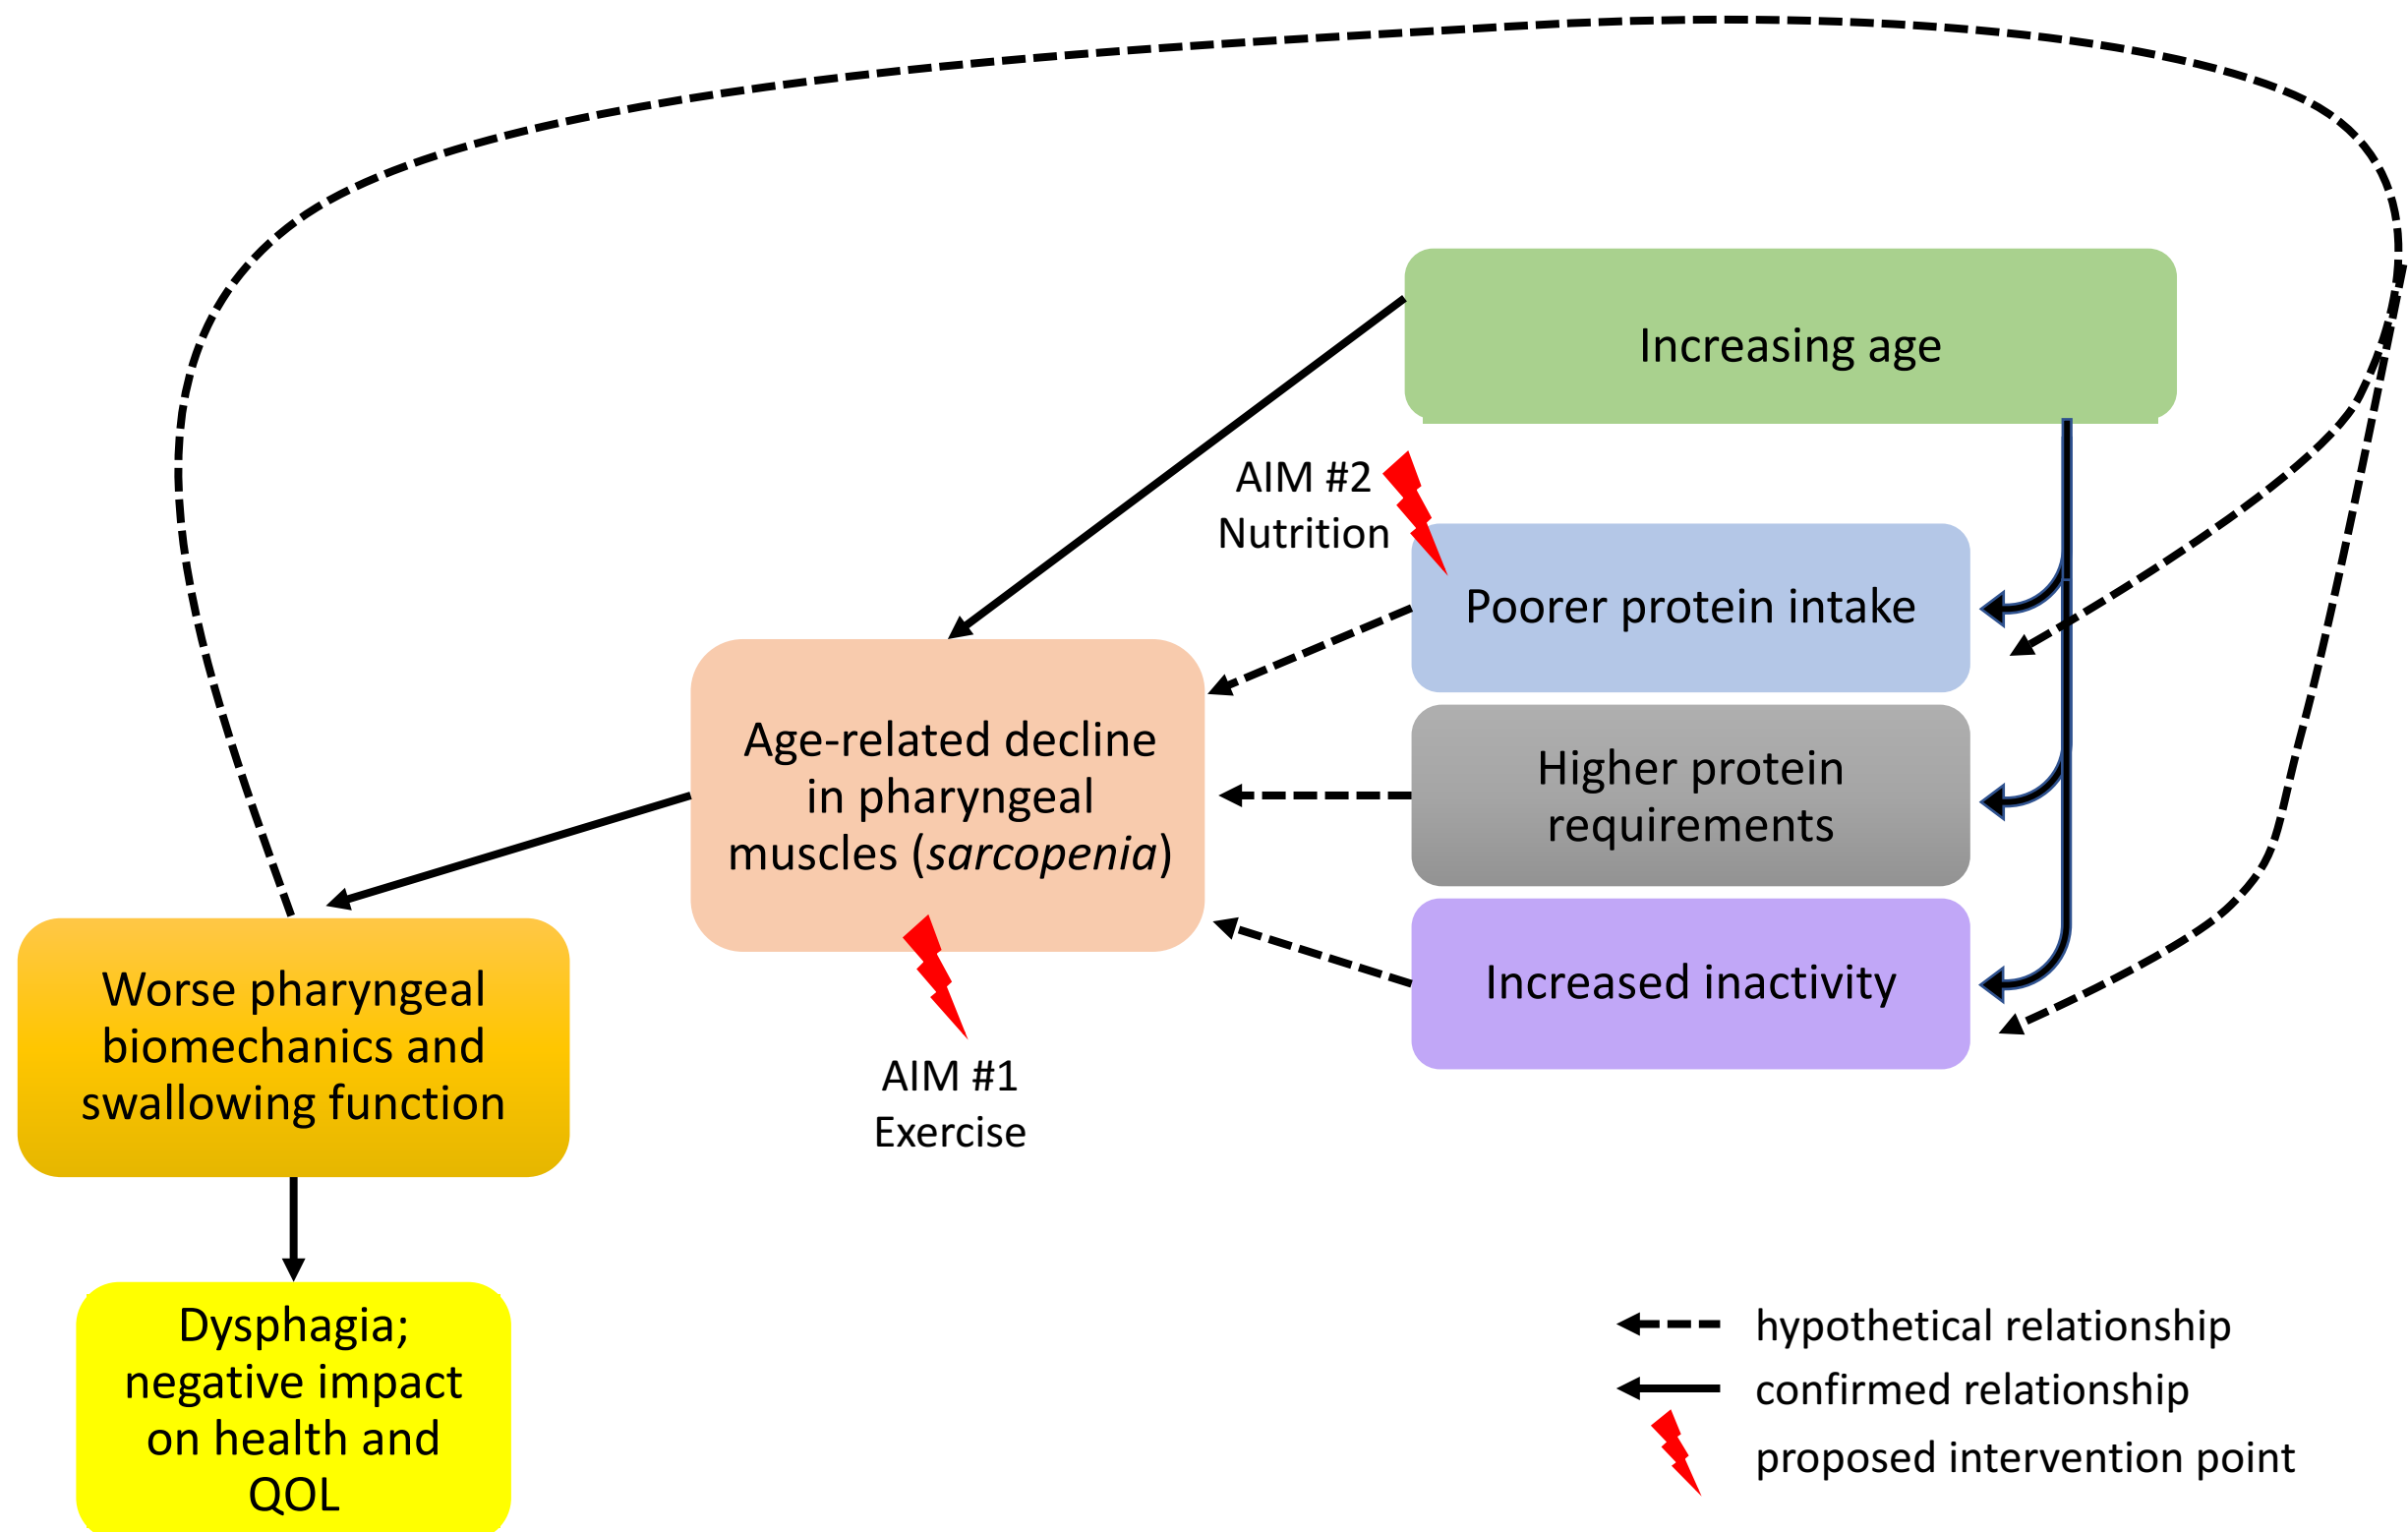 Increasing age
AIM #2
Nutrition
Poorer protein intake
Age-related decline
in pharyngeal
muscles (sarcopenia)
Higher protein
requirements
Increased inactivity
Worse pharyngeal
biomechanics and
swallowing function
AIM #1
Exercise
Dysphagia;
negative impact
on health and
QOL
hypothetical relationship
confirmed relationship
proposed intervention point